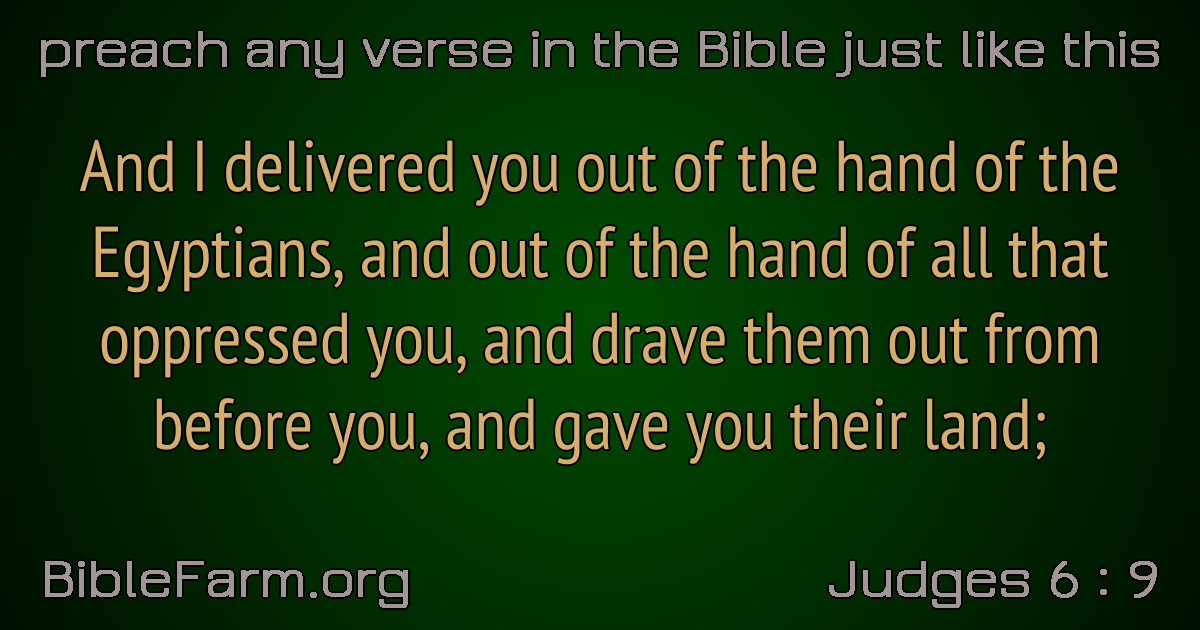 preach any verse in the Bible just like this
And I delivered you out of the hand of the
Egyptians, and out of the hand of all that
oppressed you, and drave them out from
before you, and gave you their land;
BibleFarm.org
Judges 6 : 9